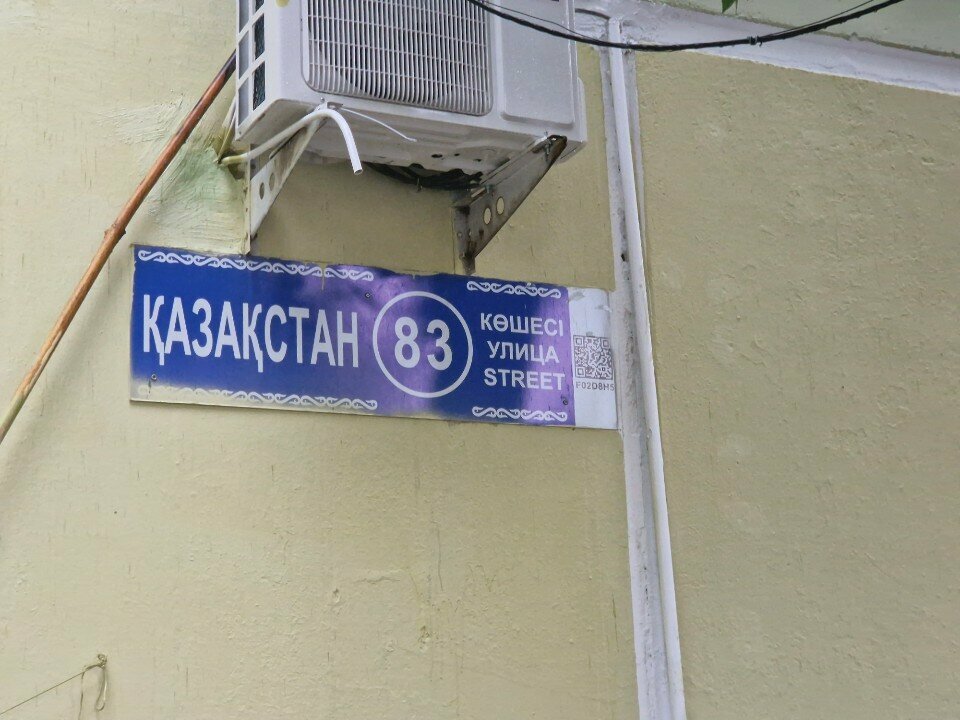 ҚАЗАҚСТАН 83
КӨШЕСІ
УЛИЦА
STREET
F02D8H5